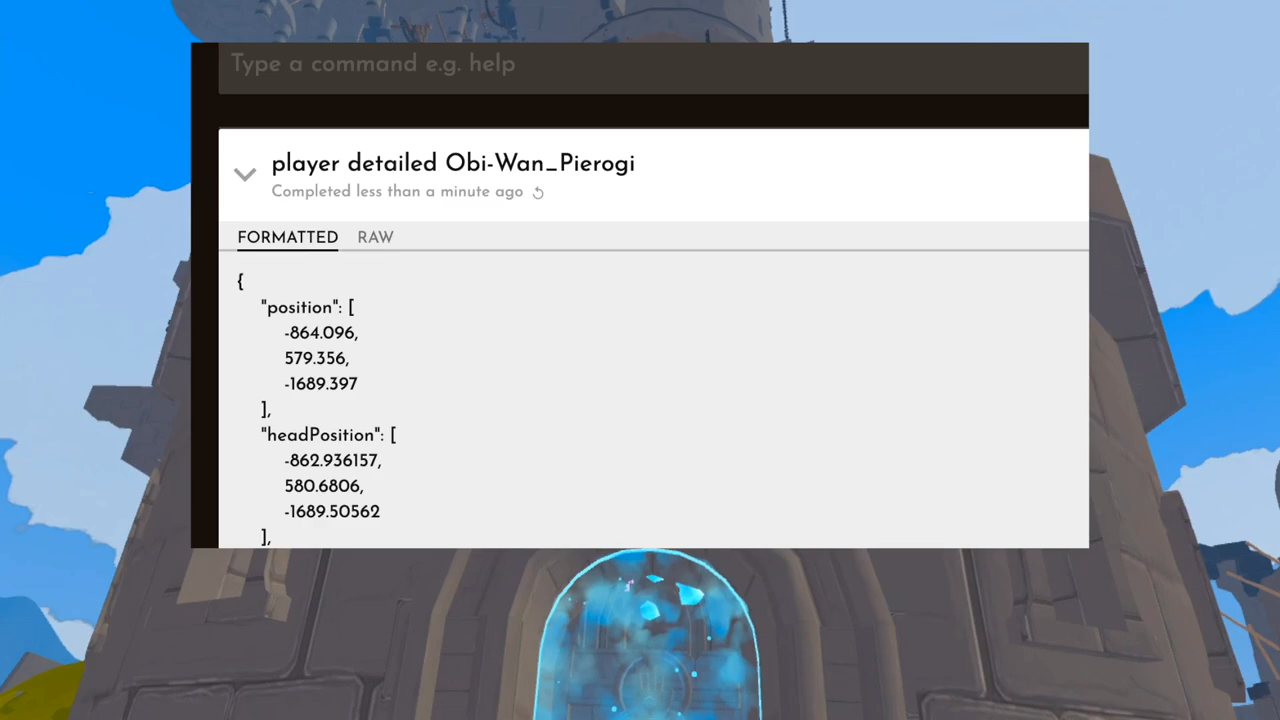 Type a command e.g. help
player detailed Obi-Wan_Pierogi
Completed less than a minute ago
FORMATTED RAW
{
"position": [
-864.096,
579.356,
-1689.397
],
"headPosition": [
-862.936157,
580.6806,
-1689.50562
],